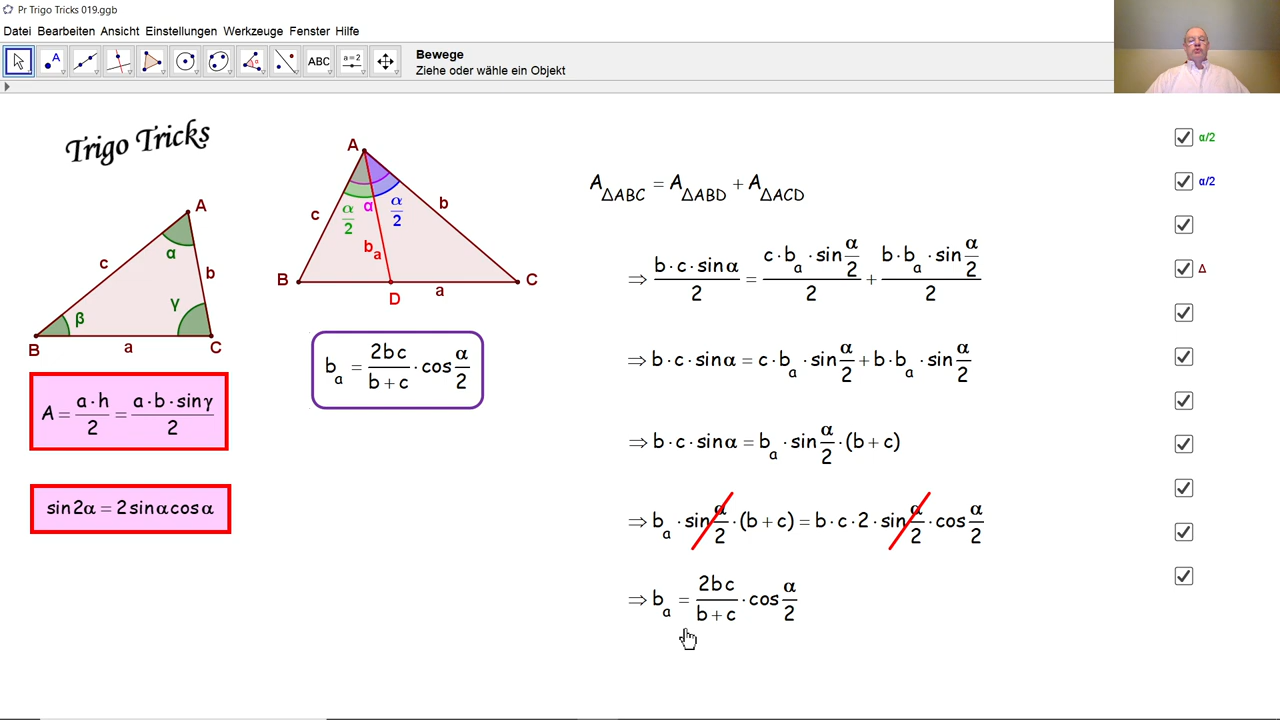 Pr Trigo Tricks 019.ggb
Datei Bearbeiten Ansicht Einstellungen Werkzeuge Fenster Hilfe
A
ABC
a=2
Bewege
Ziehe oder wähle ein Objekt
Trigo Tricks
A
α
c
b
β
γ
B
a
C
A = a·h/2 = a·b·sinγ/2
sin2α = 2sinαcosα
A
c
α/2
α
α/2
b
b_a
B
D
a
C
b_a = 2bc/(b+c) · cos α/2
A_ΔABC = A_ΔABD + A_ΔACD
⇒ b·c·sinα/2 = c·b_a·sin α/2 /2 + b·b_a·sin α/2 /2
⇒ b·c·sinα = c·b_a·sin α/2 + b·b_a·sin α/2
⇒ b·c·sinα = b_a·sin α/2·(b+c)
⇒ b_a·sin α/2·(b+c) = b·c·2·sin α/2·cos α/2
⇒ b_a = 2bc/(b+c) · cos α/2
α/2
α/2
Δ